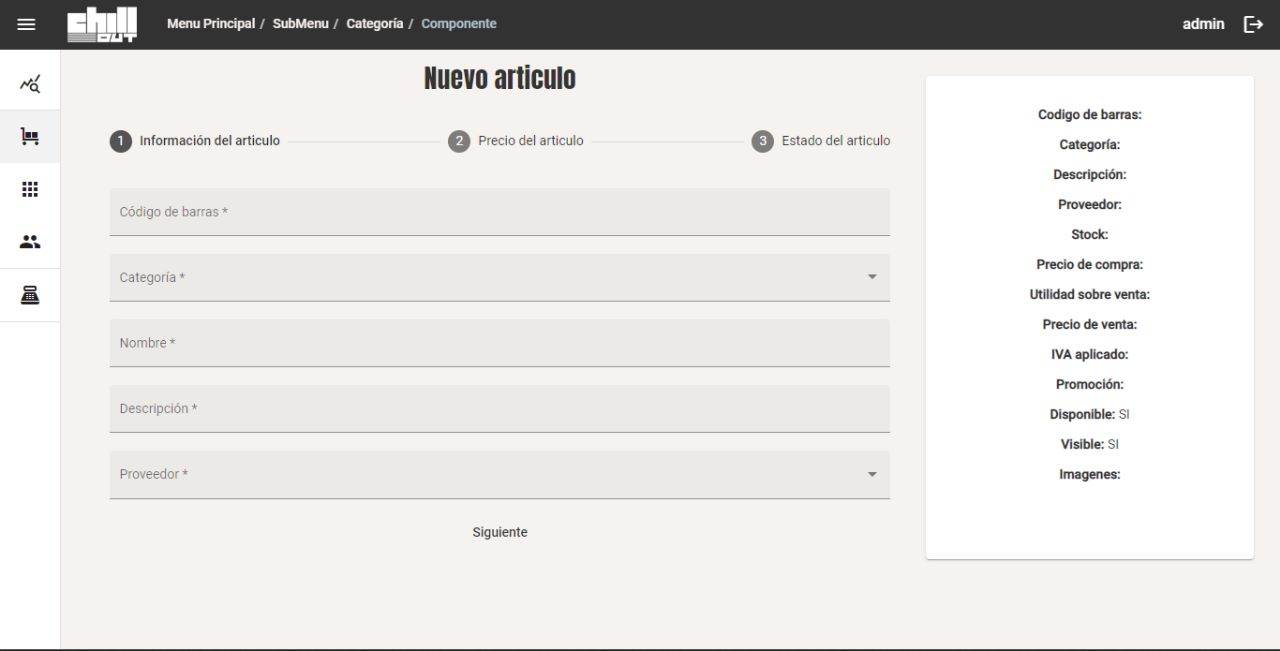 chill OUT
Menu Principal / SubMenu / Categoría / Componente
admin
Nuevo articulo
1 Información del articulo
2 Precio del articulo
3 Estado del articulo
Código de barras *
Categoría *
Nombre *
Descripción *
Proveedor *
Siguiente
Codigo de barras:
Categoría:
Descripción:
Proveedor:
Stock:
Precio de compra:
Utilidad sobre venta:
Precio de venta:
IVA aplicado:
Promoción:
Disponible: SI
Visible: SI
Imagenes: